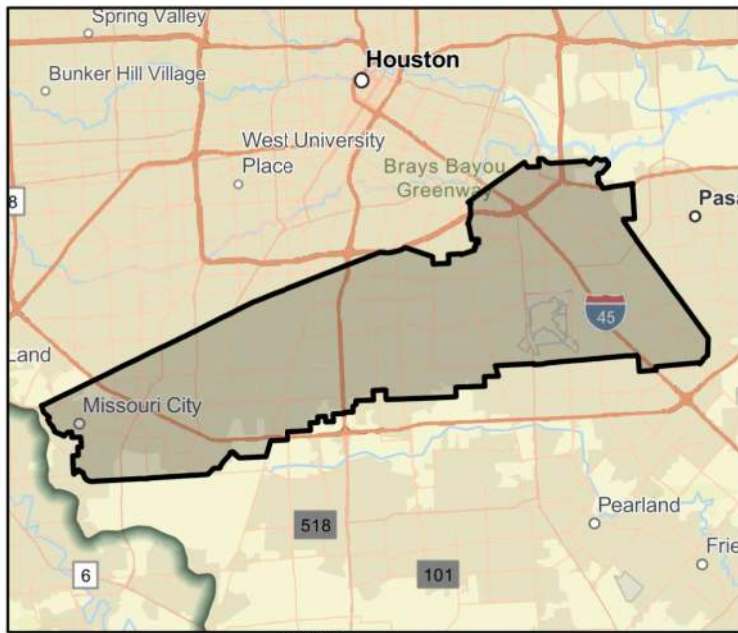 Spring Valley
Houston
Bunker Hill Village
West University
Place
Brays Bayou
Greenway
8
Pasa
45
Land
Missouri City
518
Pearland
6
101
Frie